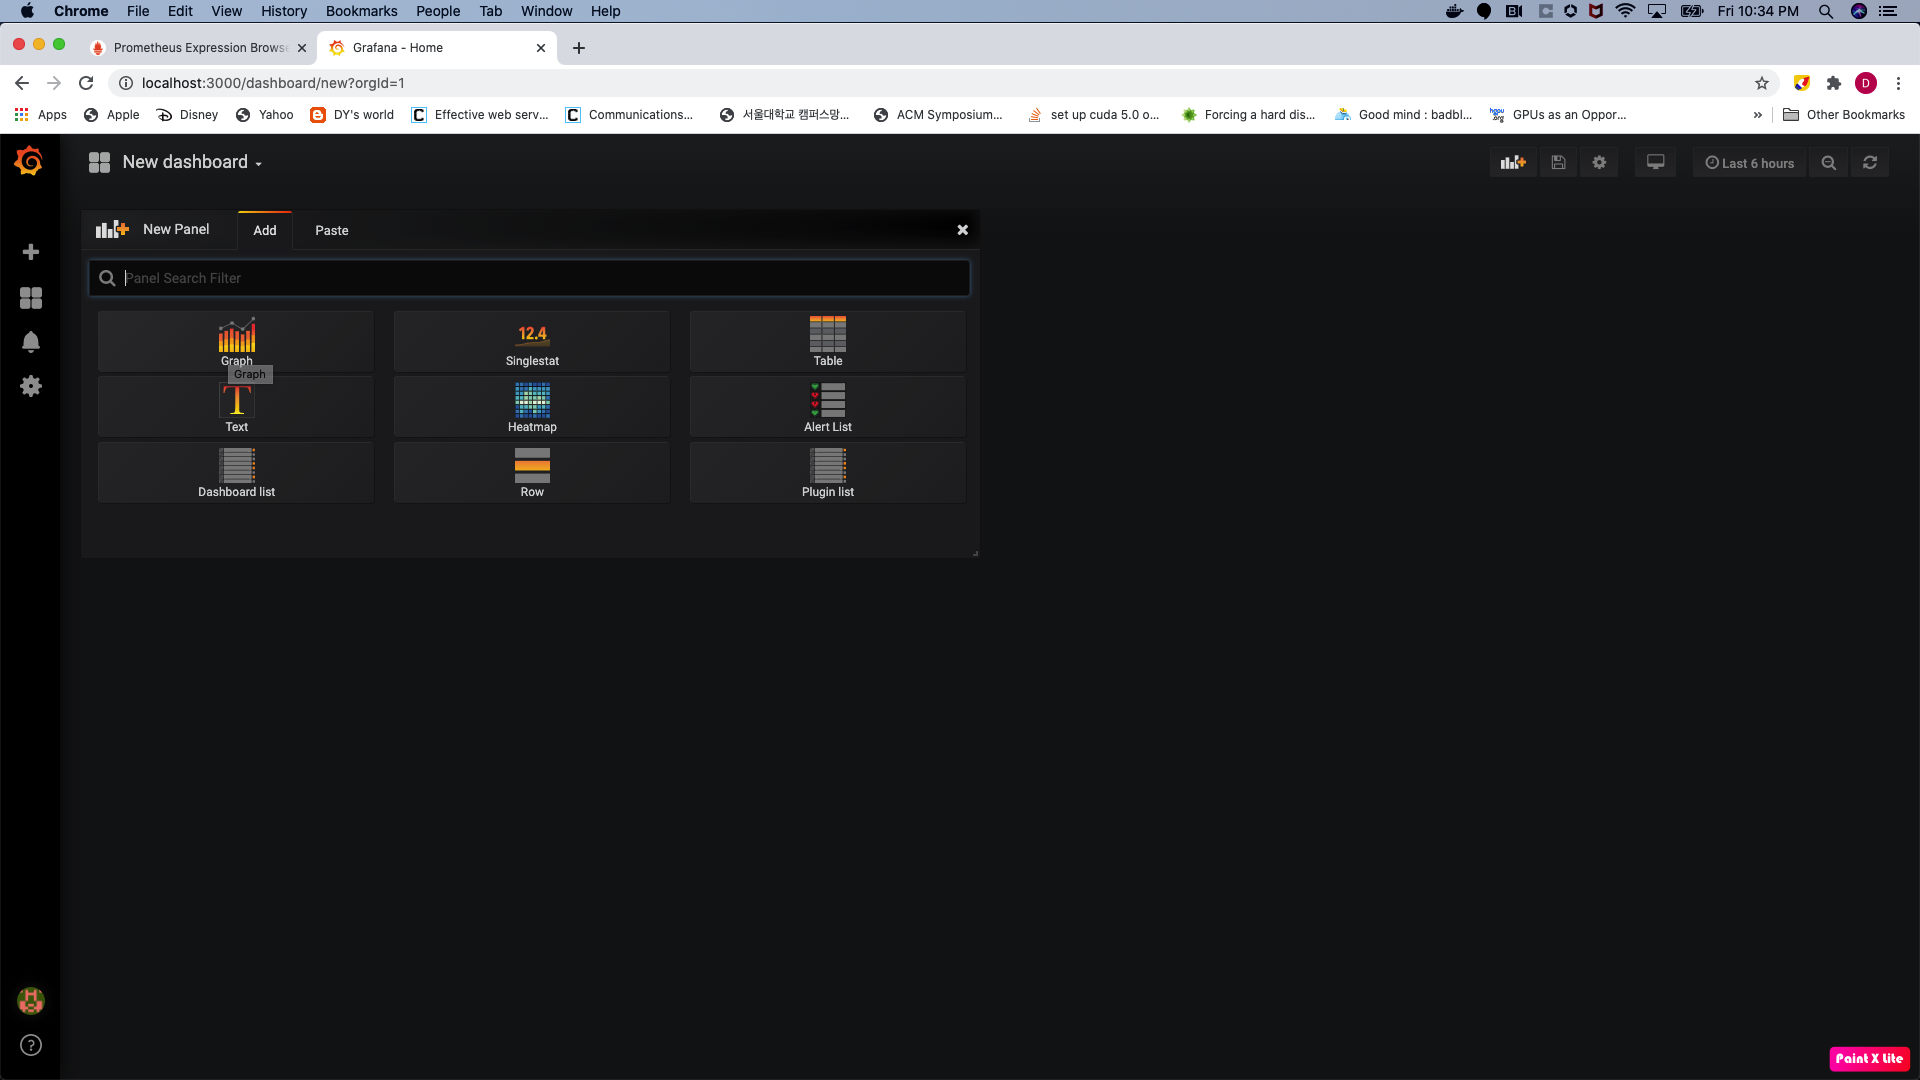 Chrome File Edit View History Bookmarks People Tab Window Help Fri 10:34 PM
Prometheus Expression Browse Grafana - Home
localhost:3000/dashboard/new?orgId=1 D
Apps Apple Disney Yahoo DY's world Effective web serv... Communications... 서울대학교 캠퍼스망... ACM Symposium... set up cuda 5.0 o... Forcing a hard dis... Good mind : badbl... GPUs as an Oppor... » Other Bookmarks
New dashboard Last 6 hours
New Panel Add Paste
Panel Search Filter
12.4
Graph Singlestat Table
Graph
Text Heatmap Alert List
Dashboard list Row Plugin list
Paint X Lite